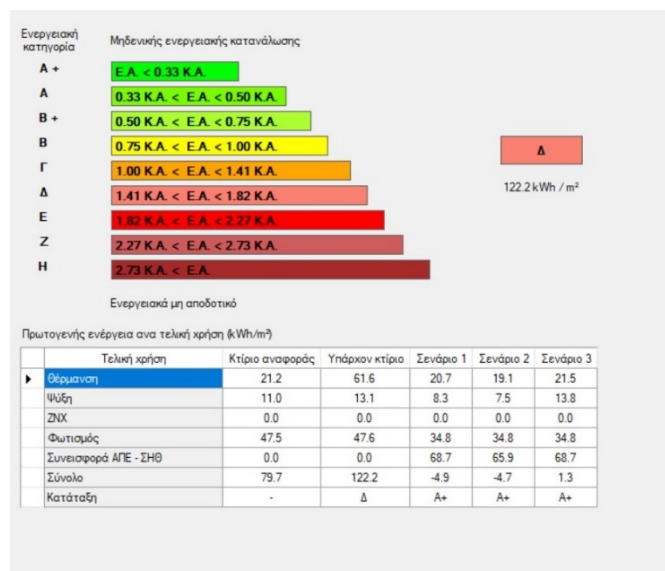 Ενεργειακή
κατηγορία
Μηδενικής ενεργειακής κατανάλωσης
A +
E.A. < 0.33 K.A.
A
0.33 K.A. < E.A. < 0.50 K.A.
B +
0.50 K.A. < E.A. < 0.75 K.A.
B
0.75 K.A. < E.A. < 1.00 K.A.
Γ
1.00 K.A. < E.A. < 1.41 K.A.
Δ
1.41 K.A. < E.A. < 1.82 K.A.
E
1.82 K.A. < E.A. < 2.27 K.A.
Z
2.27 K.A. < E.A. < 2.73 K.A.
H
2.73 K.A. < E.A.
Δ
122.2 kWh / m²
Ενεργειακά μη αποδοτικό
Πρωτογενής ενέργεια ανα τελική χρήση (kWh/m²)
Τελική χρήση Κτίριο αναφοράς Υπάρχον κτίριο Σενάριο 1 Σενάριο 2 Σενάριο 3
Θέρμανση 21.2 61.6 20.7 19.1 21.5
Ψύξη 11.0 13.1 8.3 7.5 13.8
ZNX 0.0 0.0 0.0 0.0 0.0
Φωτισμός 47.5 47.6 34.8 34.8 34.8
Συνεισφορά ΑΠΕ - ΣΗΘ 0.0 0.0 68.7 65.9 68.7
Σύνολο 79.7 122.2 -4.9 -4.7 1.3
Κατάταξη - Δ A+ A+ A+